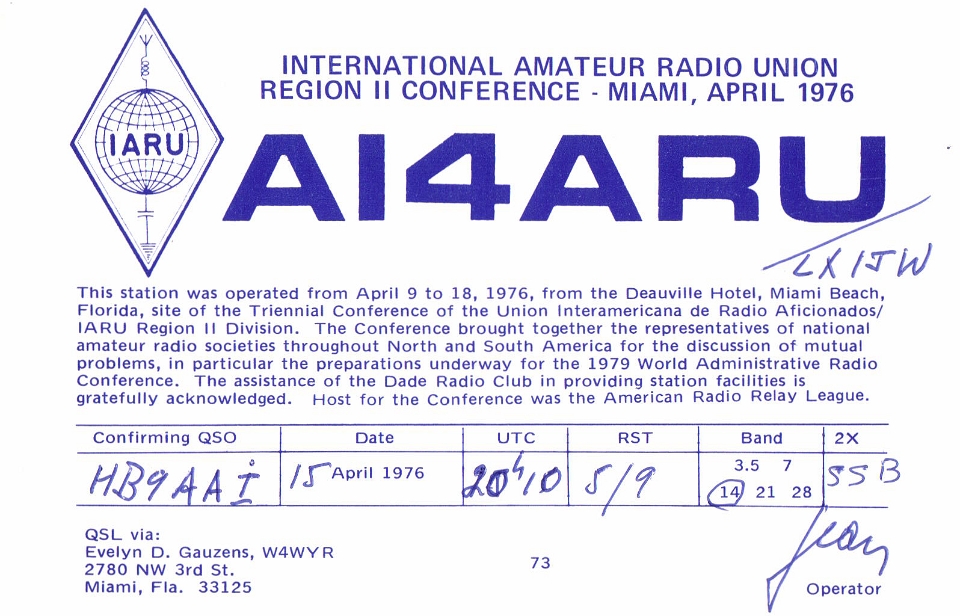 INTERNATIONAL AMATEUR RADIO UNION
REGION II CONFERENCE - MIAMI, APRIL 1976
IARU
AI4ARU
/LX1JW
This station was operated from April 9 to 18, 1976, from the Deauville Hotel, Miami Beach,
Florida, site of the Triennial Conference of the Union Interamericana de Radio Aficionados/
IARU Region II Division. The Conference brought together the representatives of national
amateur radio societies throughout North and South America for the discussion of mutual
problems, in particular the preparations underway for the 1979 World Administrative Radio
Conference. The assistance of the Dade Radio Club in providing station facilities is
gratefully acknowledged. Host for the Conference was the American Radio Relay League.
Confirming QSO Date UTC RST Band 2X
HB9AAI 15 April 1976 20h10 5/9 3.5 7 SSB
14 21 28
QSL via:
Evelyn D. Gauzens, W4WYR
2780 NW 3rd St.
Miami, Fla. 33125
73
Jean
Operator